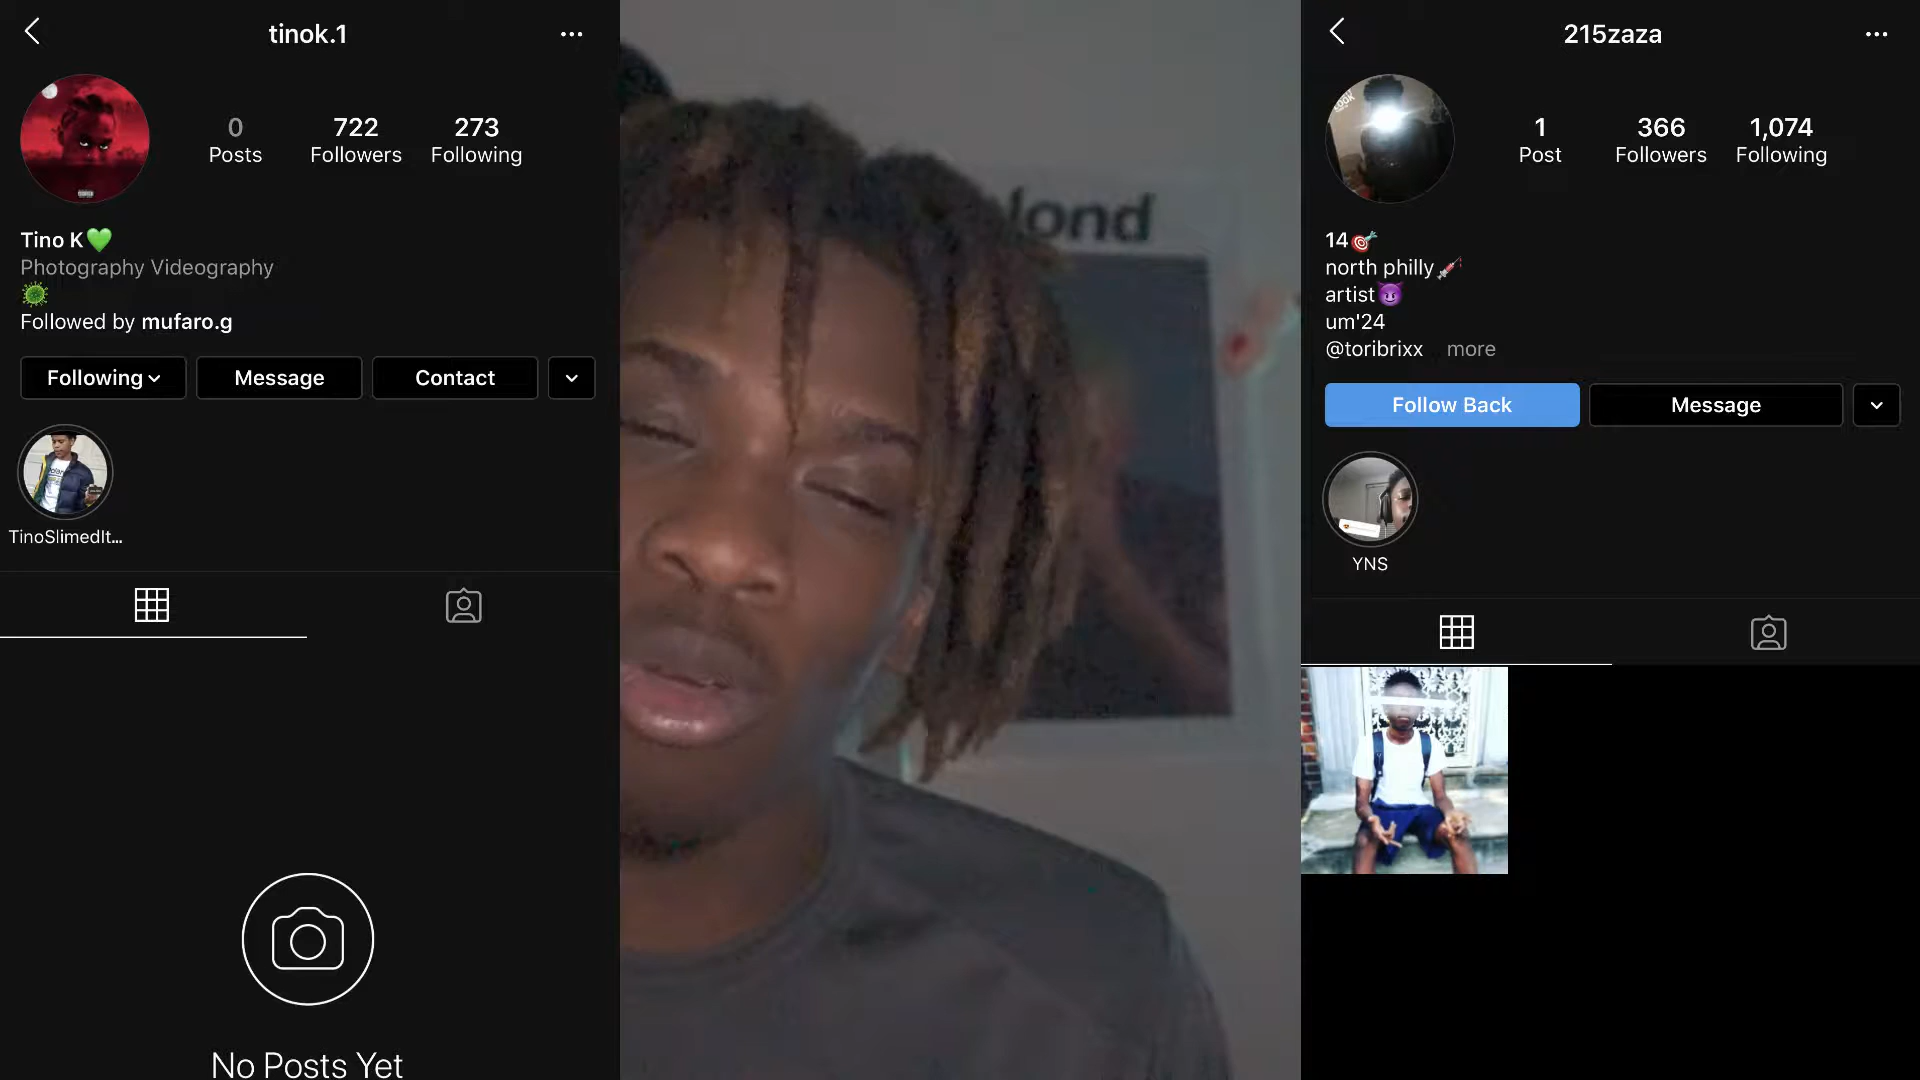 tinok.1
0
Posts
722
Followers
273
Following
Tino K💚
Photography Videography
🦠
Followed by mufaro.g
Following
Message
Contact
TinoSlimedIt...
No Posts Yet
lond
215zaza
1
Post
366
Followers
1,074
Following
14🎯
north philly💉
artist😈
um'24
@toribrixx more
Follow Back
Message
YNS